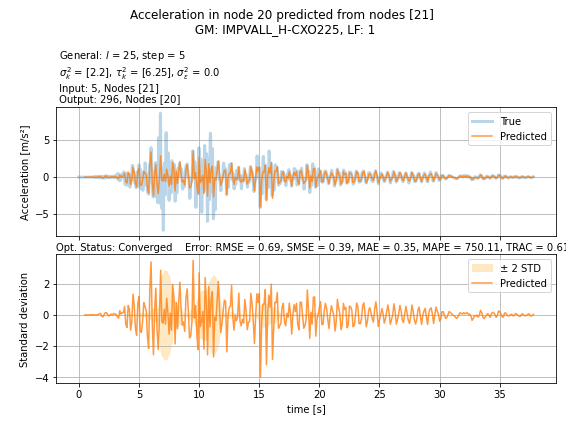 Acceleration in node 20 predicted from nodes [21]
GM: IMPVALL_H-CXO225, LF: 1
General: l = 25, step = 5
σ²ₖ = [2.2], τ²ₖ = [6.25], σ²ₑ = 0.0
Input: 5, Nodes [21]
Output: 296, Nodes [20]
True
Predicted
Acceleration [m/s²]
5
0
−5
Opt. Status: Converged Error: RMSE = 0.69, SMSE = 0.39, MAE = 0.35, MAPE = 750.11, TRAC = 0.61
± 2 STD
Predicted
Standard deviation
2
0
−2
−4
0 5 10 15 20 25 30 35
time [s]